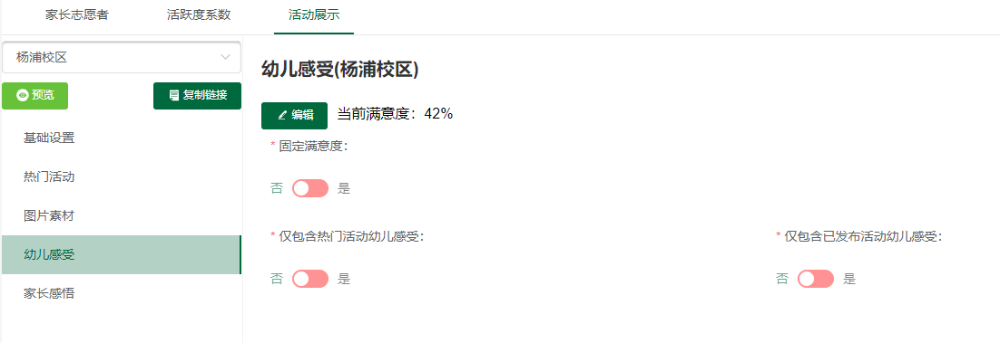 家长志愿者 活跃度系数 活动展示
杨浦校区
预览 复制链接
基础设置
热门活动
图片素材
幼儿感受
家长感悟
幼儿感受(杨浦校区)
编辑 当前满意度：42%
* 固定满意度：
否 是
* 仅包含热门活动幼儿感受： * 仅包含已发布活动幼儿感受：
否 是 否 是